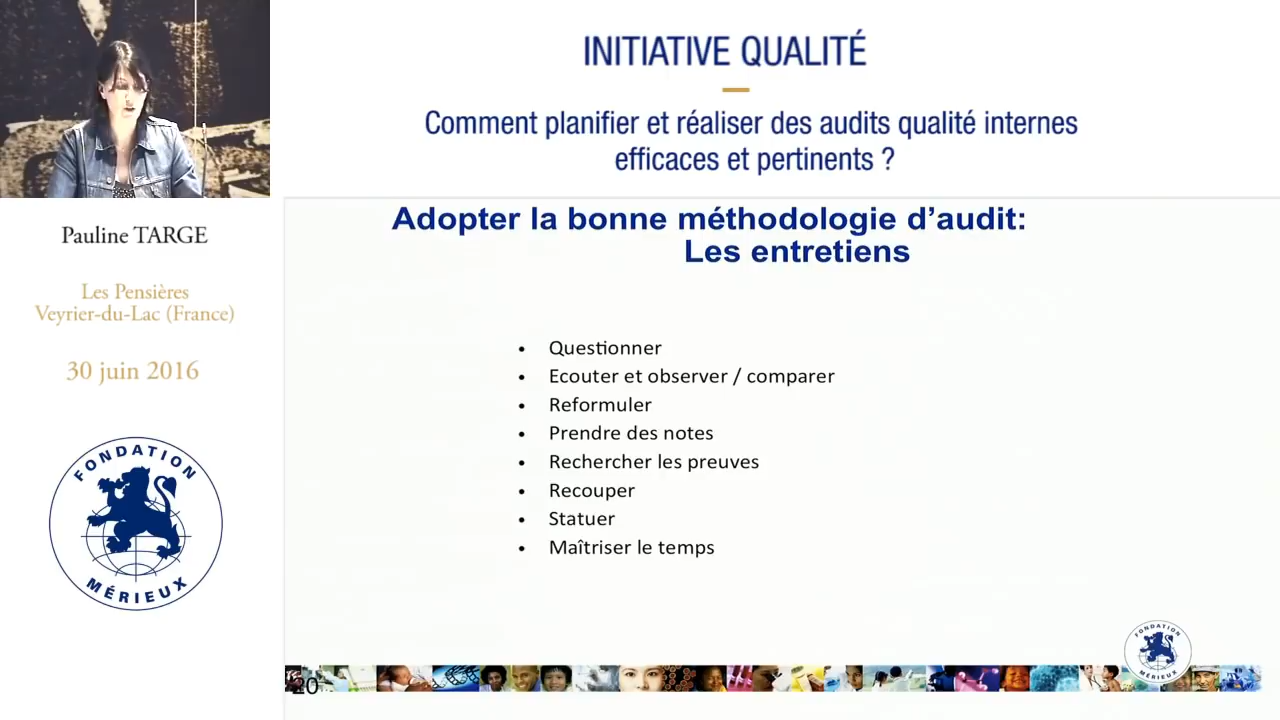 INITIATIVE QUALITÉ
Comment planifier et réaliser des audits qualité internes
efficaces et pertinents ?
Pauline TARGE
Les Pensières
Veyrier-du-Lac (France)
30 juin 2016
FONDATION
MÉRIEUX
Adopter la bonne méthodologie d’audit:
Les entretiens
• Questionner
• Ecouter et observer / comparer
• Reformuler
• Prendre des notes
• Rechercher les preuves
• Recouper
• Statuer
• Maîtriser le temps
FONDATION
MÉRIEUX
20